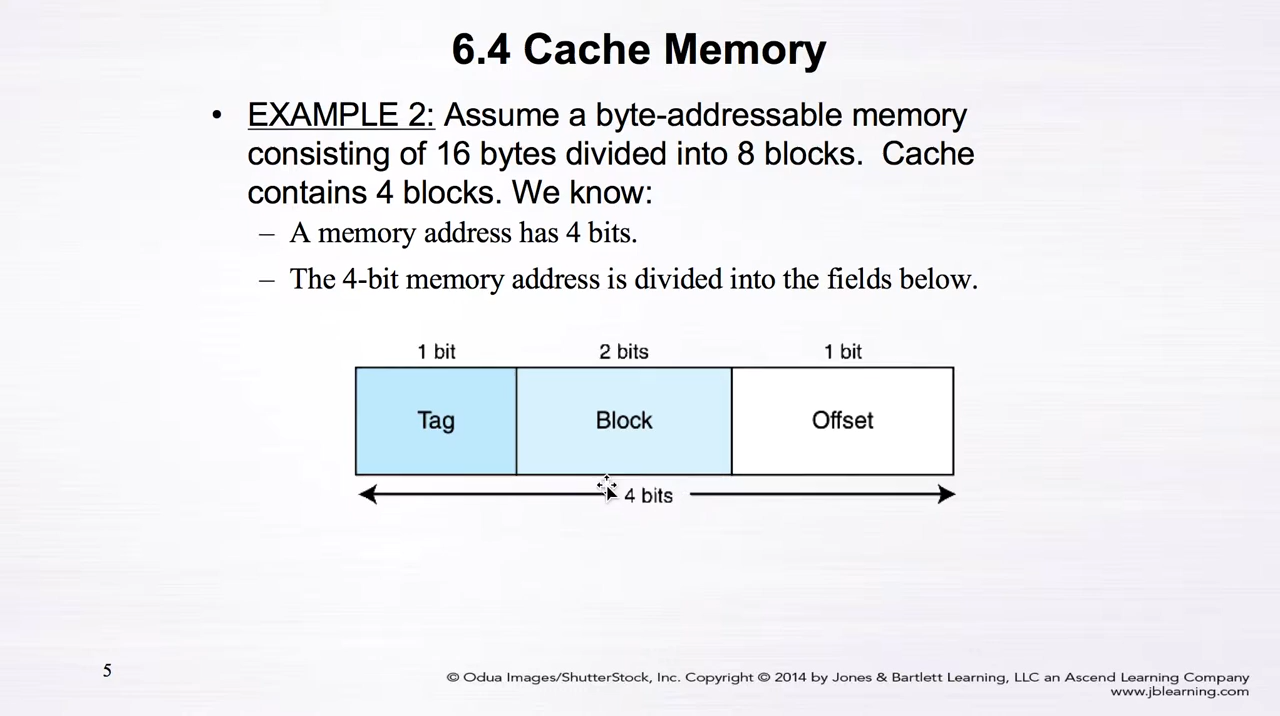 6.4 Cache Memory
• EXAMPLE 2: Assume a byte-addressable memory
consisting of 16 bytes divided into 8 blocks.  Cache
contains 4 blocks. We know:
– A memory address has 4 bits.
– The 4-bit memory address is divided into the fields below.
1 bit 2 bits 1 bit
Tag Block Offset
4 bits
5
© Odua Images/ShutterStock, Inc. Copyright © 2014 by Jones & Bartlett Learning, LLC an Ascend Learning Company
www.jblearning.com